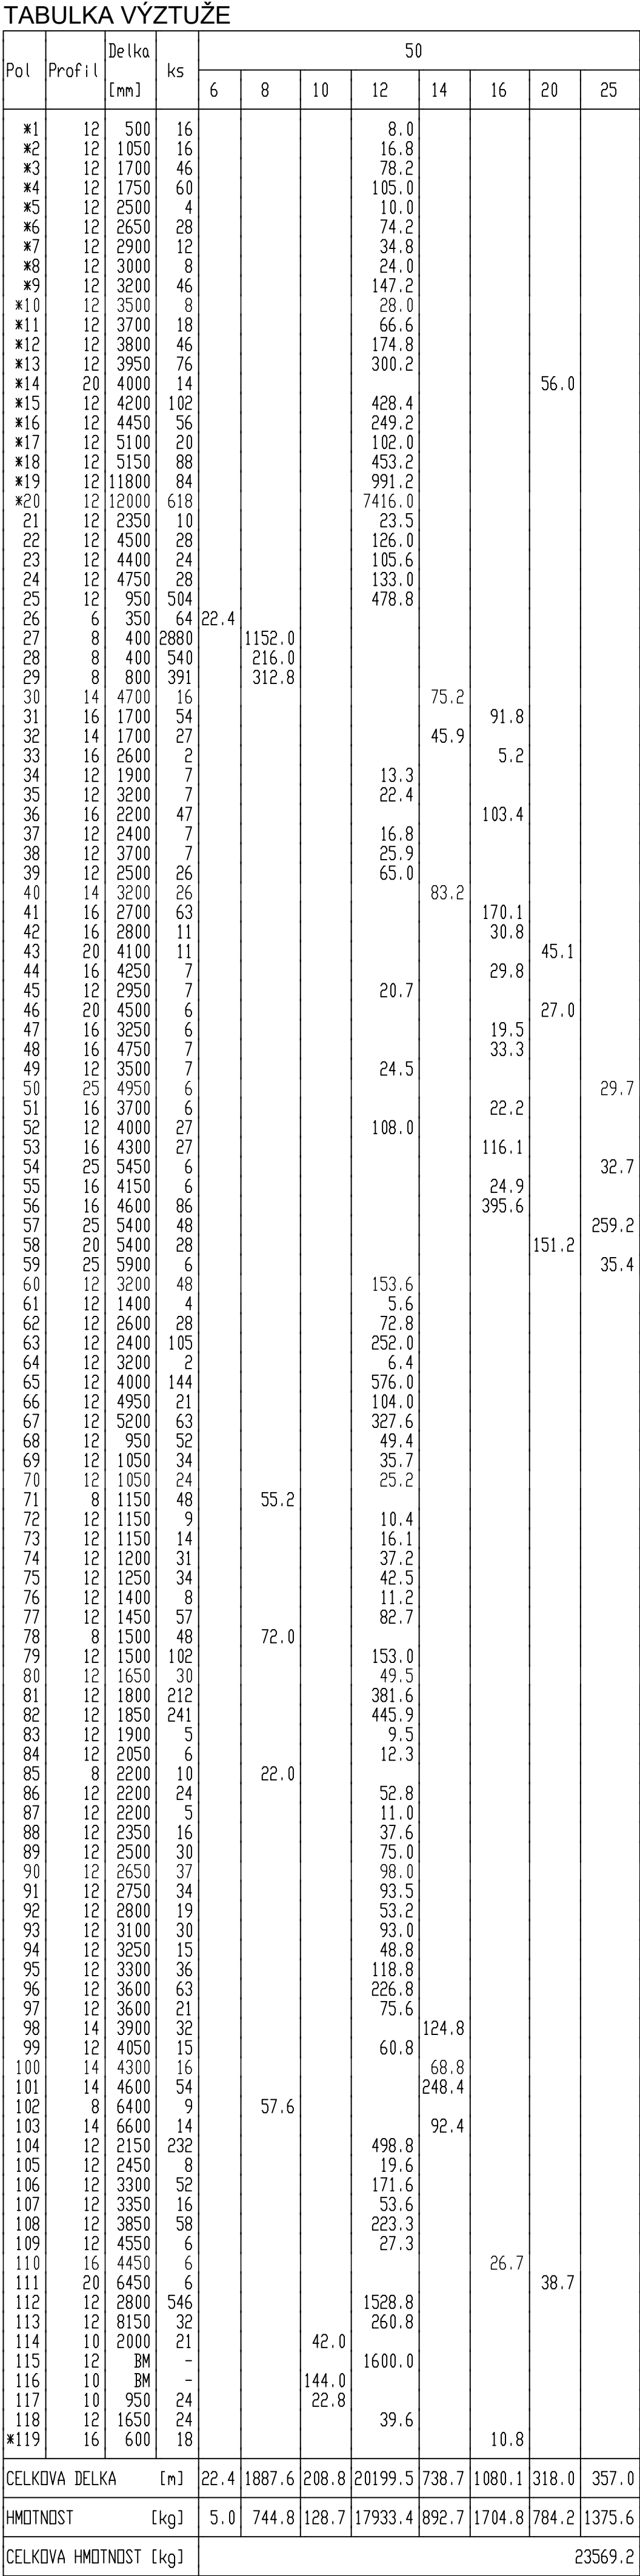 TABULKA VÝZTUŽE
Pol Profil Delka [mm] ks 50
6 8 10 12 14 16 20 25
*1 12 500 16 8.0
*2 12 1050 16 16.8
*3 12 1700 46 78.2
*4 12 1750 60 105.0
*5 12 2500 4 10.0
*6 12 2650 28 74.2
*7 12 2900 12 34.8
*8 12 3000 8 24.0
*9 12 3200 46 147.2
*10 12 3500 8 28.0
*11 12 3700 18 66.6
*12 12 3800 46 174.8
*13 12 3950 76 300.2
*14 20 4000 14 56.0
*15 12 4200 102 428.4
*16 12 4450 56 249.2
*17 12 5100 20 102.0
*18 12 5150 88 453.2
*19 12 11800 84 991.2
*20 12 12000 618 7416.0
21 12 2350 10 23.5
22 12 4500 28 126.0
23 12 4400 24 105.6
24 12 4750 28 133.0
25 12 950 504 478.8
26 6 350 64 22.4
27 8 400 2880 1152.0
28 8 400 540 216.0
29 8 800 391 312.8
30 14 4700 16 75.2
31 16 1700 54 91.8
32 14 1700 27 45.9
33 16 2600 2 5.2
34 12 1900 7 13.3
35 12 3200 7 22.4
36 16 2200 47 103.4
37 12 2400 7 16.8
38 12 3700 7 25.9
39 12 2500 26 65.0
40 14 3200 26 83.2
41 16 2700 63 170.1
42 16 2800 11 30.8
43 20 4100 11 45.1
44 16 4250 7 29.8
45 12 2950 7 20.7
46 20 4500 6 27.0
47 16 3250 6 19.5
48 16 4750 7 33.3
49 12 3500 7 24.5
50 25 4950 6 29.7
51 16 3700 6 22.2
52 12 4000 27 108.0
53 16 4300 27 116.1
54 25 5450 6 32.7
55 16 4150 6 24.9
56 16 4600 86 395.6
57 25 5400 48 259.2
58 20 5400 28 151.2
59 25 5900 6 35.4
60 12 3200 48 153.6
61 12 1400 4 5.6
62 12 2600 28 72.8
63 12 2400 105 252.0
64 12 3200 2 6.4
65 12 4000 144 576.0
66 12 4950 21 104.0
67 12 5200 63 327.6
68 12 950 52 49.4
69 12 1050 34 35.7
70 12 1050 24 25.2
71 8 1150 48 55.2
72 12 1150 9 10.4
73 12 1150 14 16.1
74 12 1200 31 37.2
75 12 1250 34 42.5
76 12 1400 8 11.2
77 12 1450 57 82.7
78 8 1500 48 72.0
79 12 1500 102 153.0
80 12 1650 30 49.5
81 12 1800 212 381.6
82 12 1850 241 445.9
83 12 1900 5 9.5
84 12 2050 6 12.3
85 8 2200 10 22.0
86 12 2200 24 52.8
87 12 2200 5 11.0
88 12 2350 16 37.6
89 12 2500 30 75.0
90 12 2650 37 98.0
91 12 2750 34 93.5
92 12 2800 19 53.2
93 12 3100 30 93.0
94 12 3250 15 48.8
95 12 3300 36 118.8
96 12 3600 63 226.8
97 12 3600 21 75.6
98 14 3900 32 124.8
99 12 4050 15 60.8
100 14 4300 16 68.8
101 14 4600 54 248.4
102 8 6400 9 57.6
103 14 6600 14 92.4
104 12 2150 232 498.8
105 12 2450 8 19.6
106 12 3300 52 171.6
107 12 3350 16 53.6
108 12 3850 58 223.3
109 12 4550 6 27.3
110 16 4450 6 26.7
111 20 6450 6 38.7
112 12 2800 546 1528.8
113 12 8150 32 260.8
114 10 2000 21 42.0
115 12 BM - 1600.0
116 10 BM - 144.0
117 10 950 24 22.8
118 12 1650 24 39.6
*119 16 600 18 10.8
CELKOVA DELKA [m] 22.4 1887.6 208.8 20199.5 738.7 1080.1 318.0 357.0
HMOTNOST [kg] 5.0 744.8 128.7 17933.4 892.7 1704.8 784.2 1375.6
CELKOVA HMOTNOST [kg] 23569.2